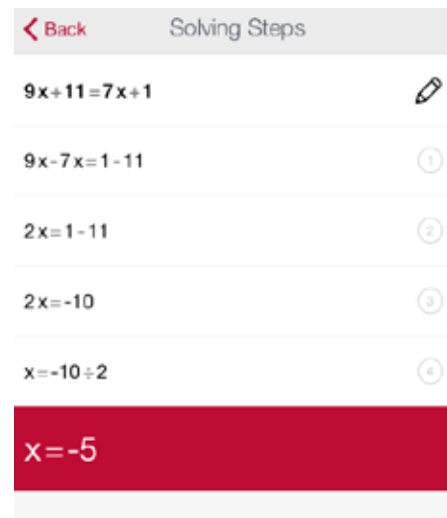 Back Solving Steps
9x+11=7x+1
9x-7x=1-11 1
2x=1-11 2
2x=-10 3
x=-10÷2 4
x=-5